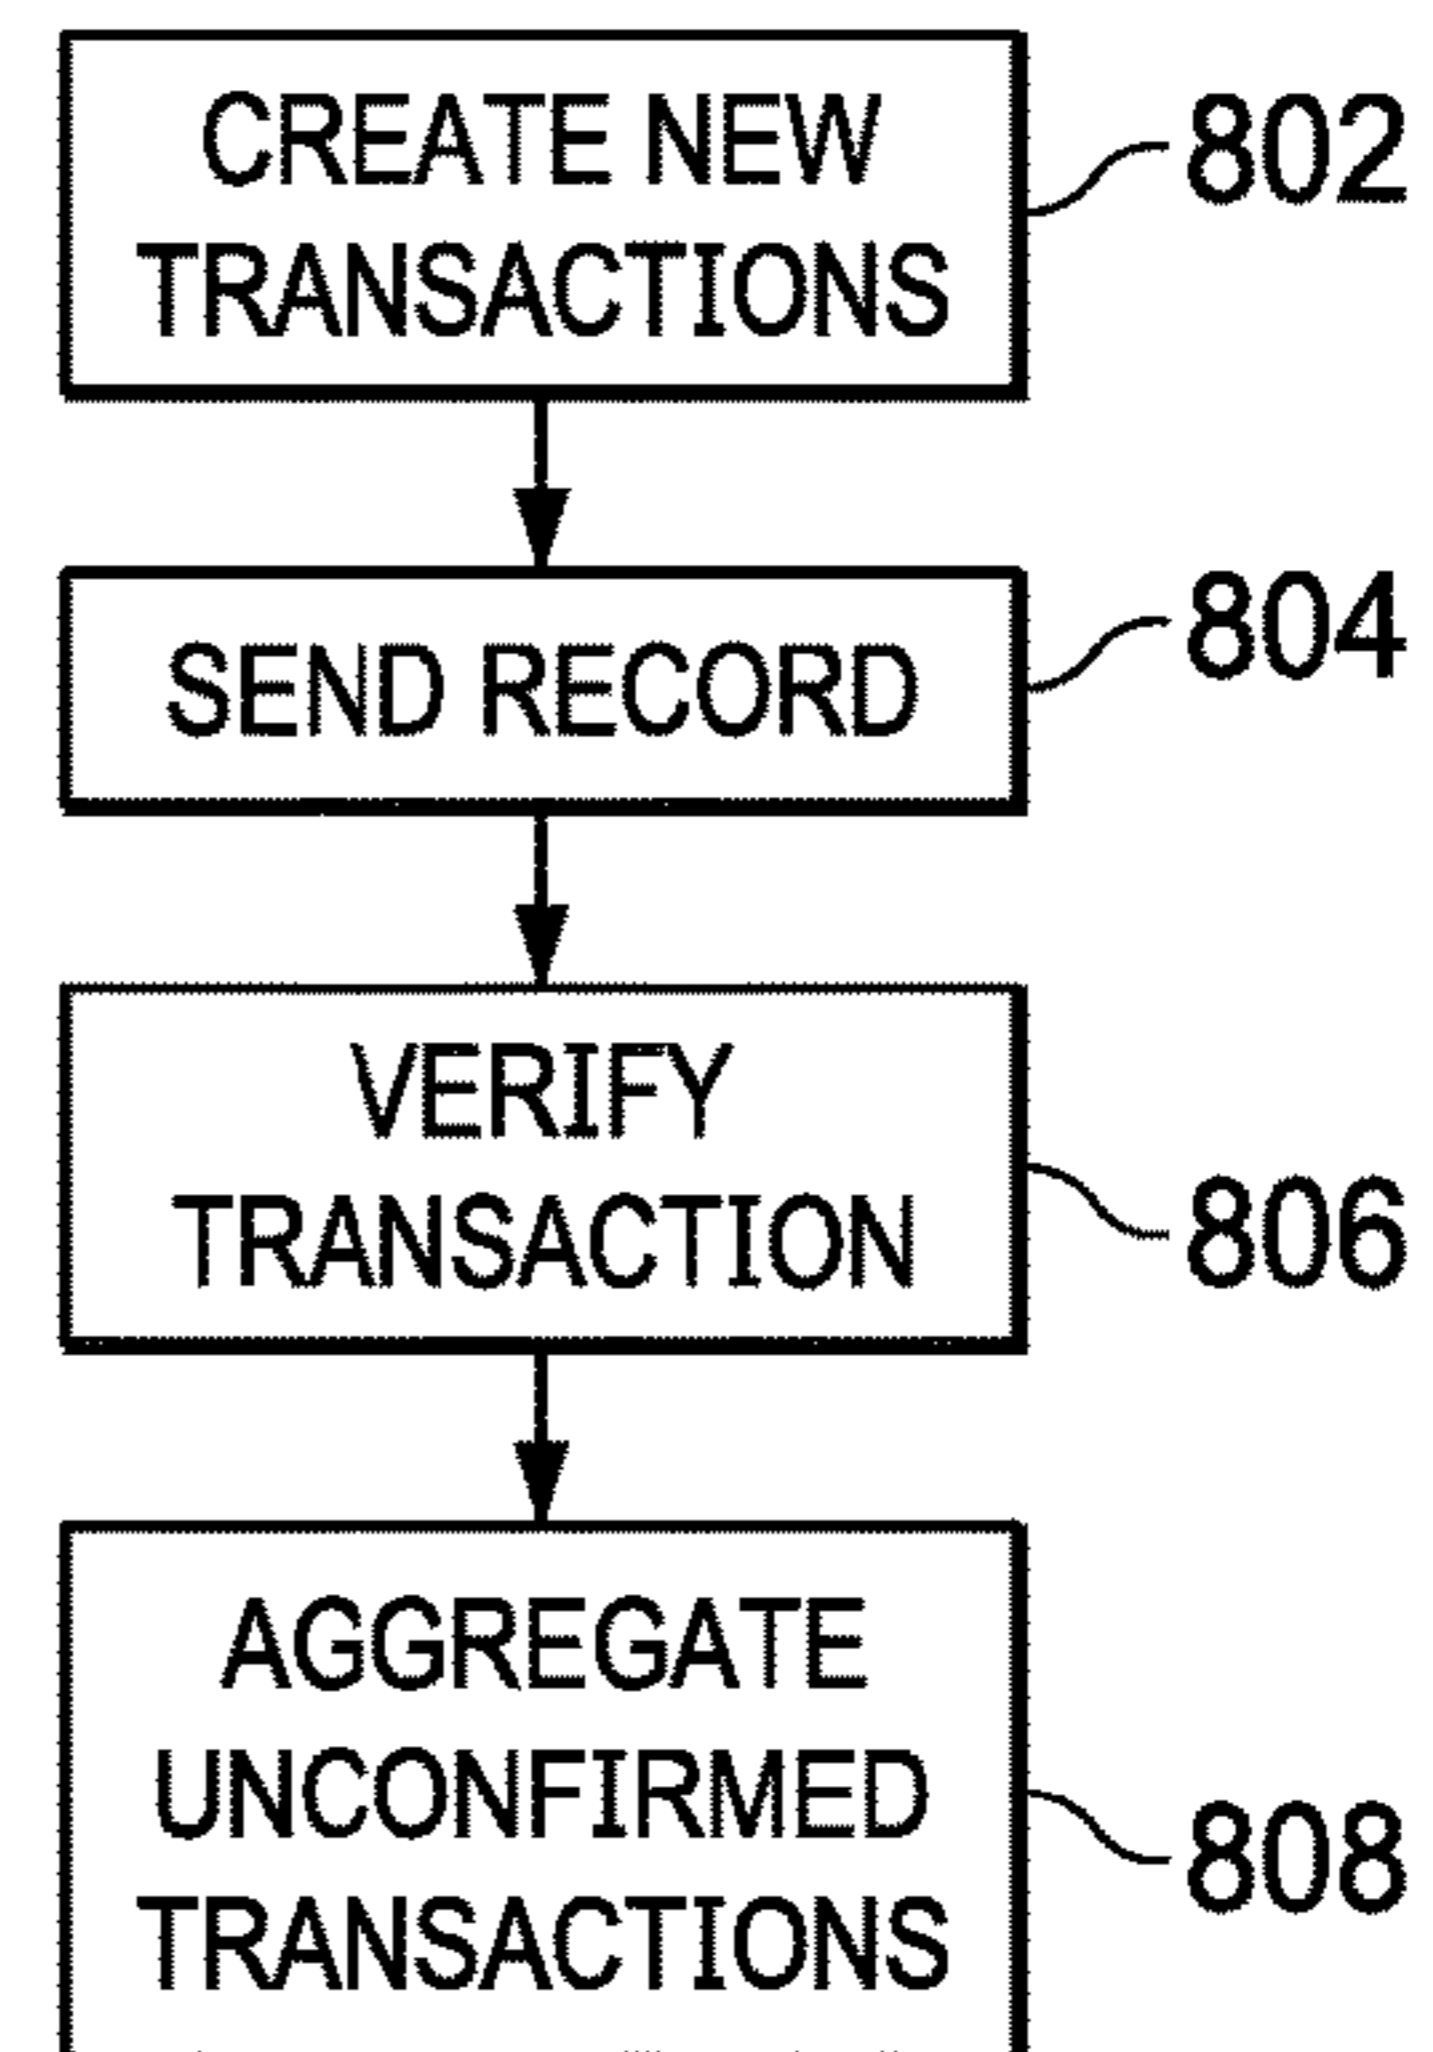 CREATE NEW
TRANSACTIONS
802
SEND RECORD
804
VERIFY
TRANSACTION
806
AGGREGATE
UNCONFIRMED
TRANSACTIONS
808